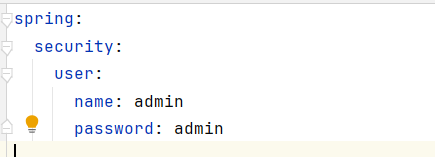 spring:
  security:
    user:
      name: admin
      password: admin